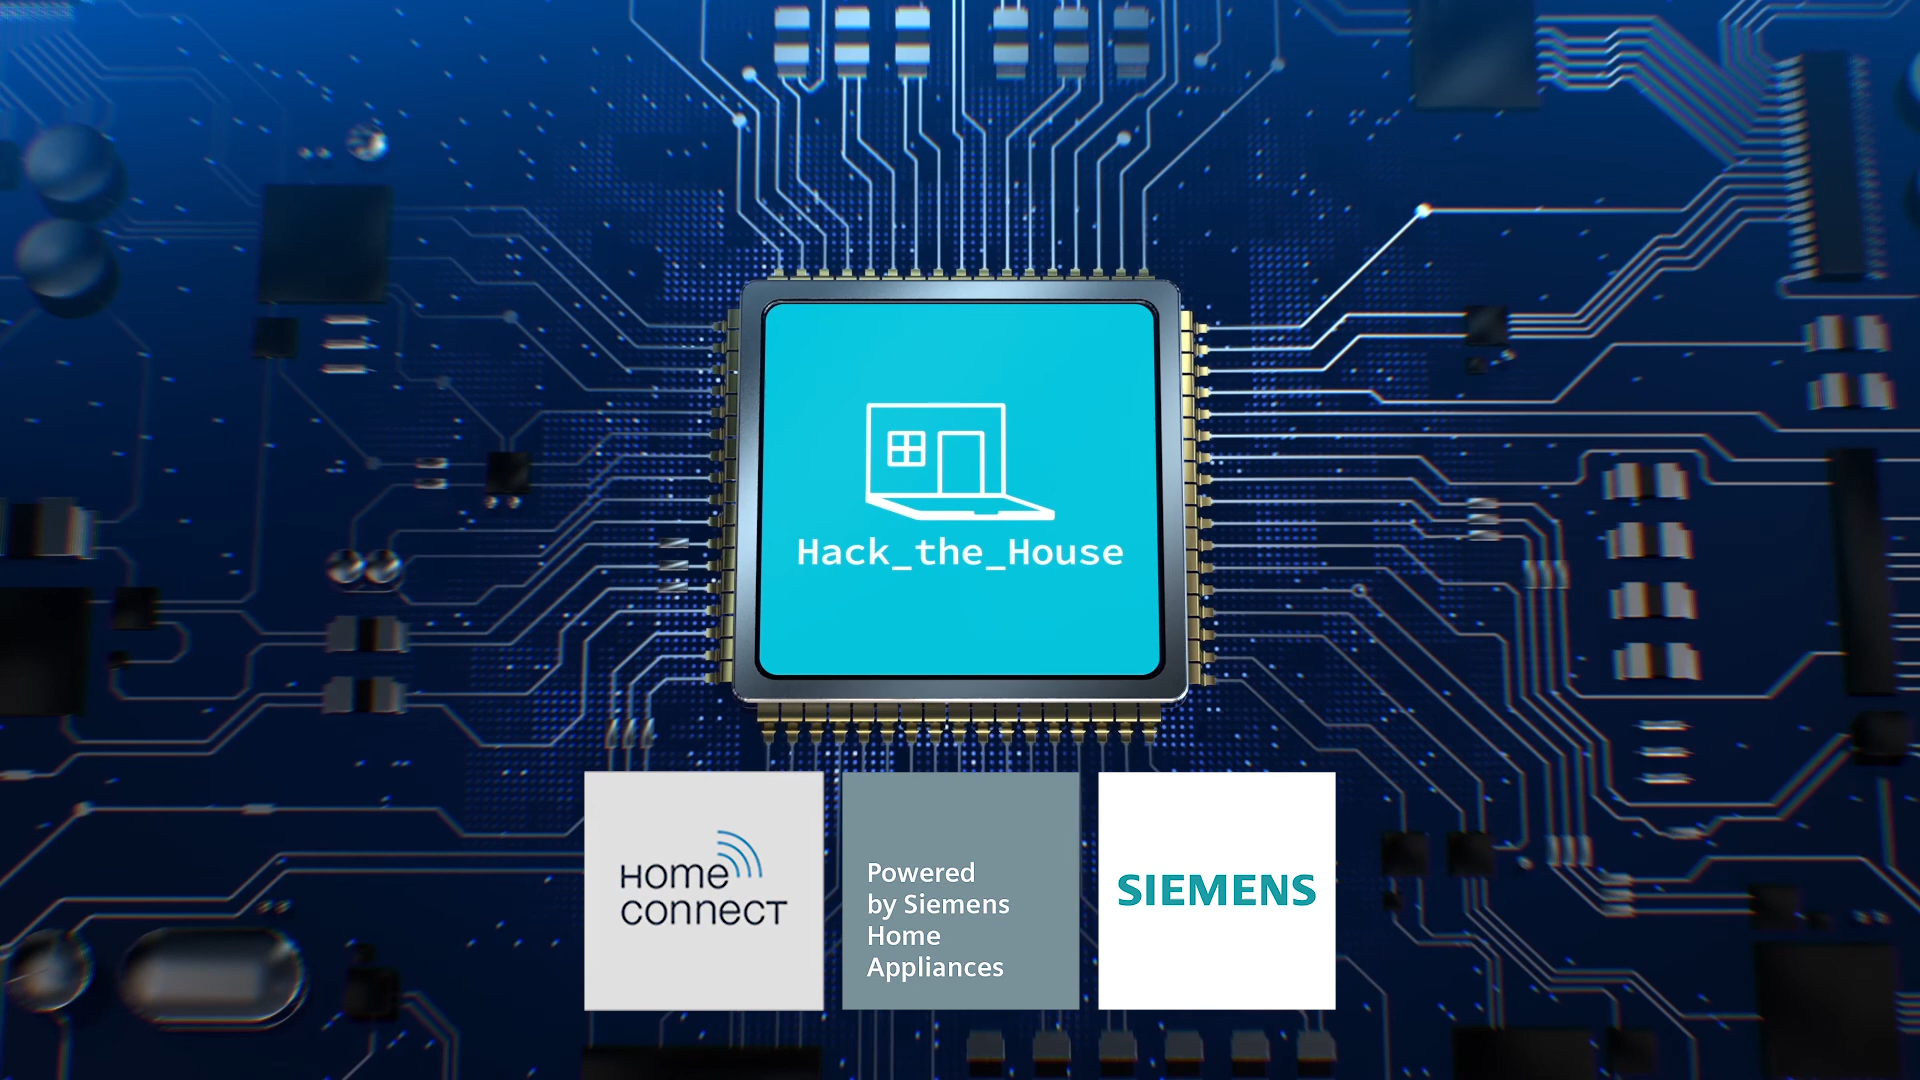 Hack_the_House
HOME
CONNECT
Powered
by Siemens
Home
Appliances
SIEMENS